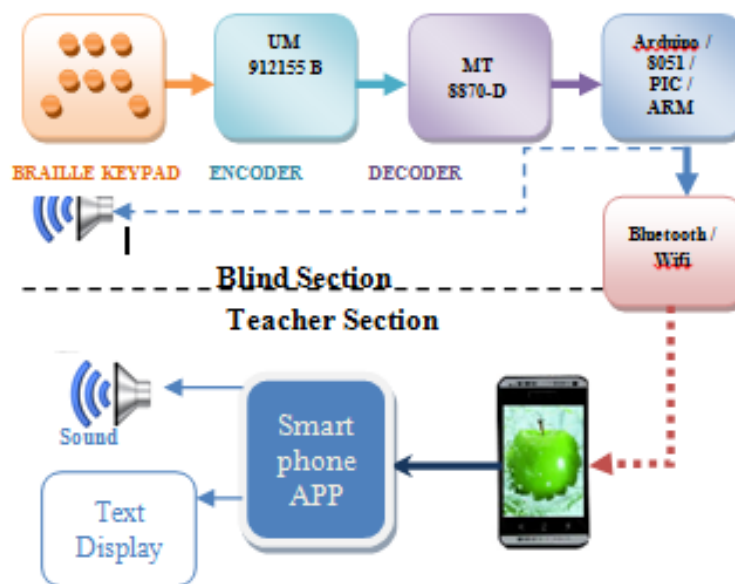 UM
912155 B
MT
8870-D
Arduino /
8051 /
PIC /
ARM
BRAILLE KEYPAD
ENCODER
DECODER
Bluetooth /
Wifi
Blind Section
Teacher Section
Sound
Smart
phone
APP
Text
Display